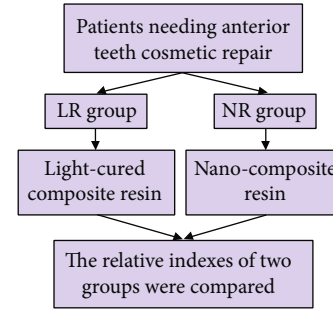 Patients needing anterior
teeth cosmetic repair
LR group
NR group
Light-cured
composite resin
Nano-composite
resin
The relative indexes of two
groups were compared